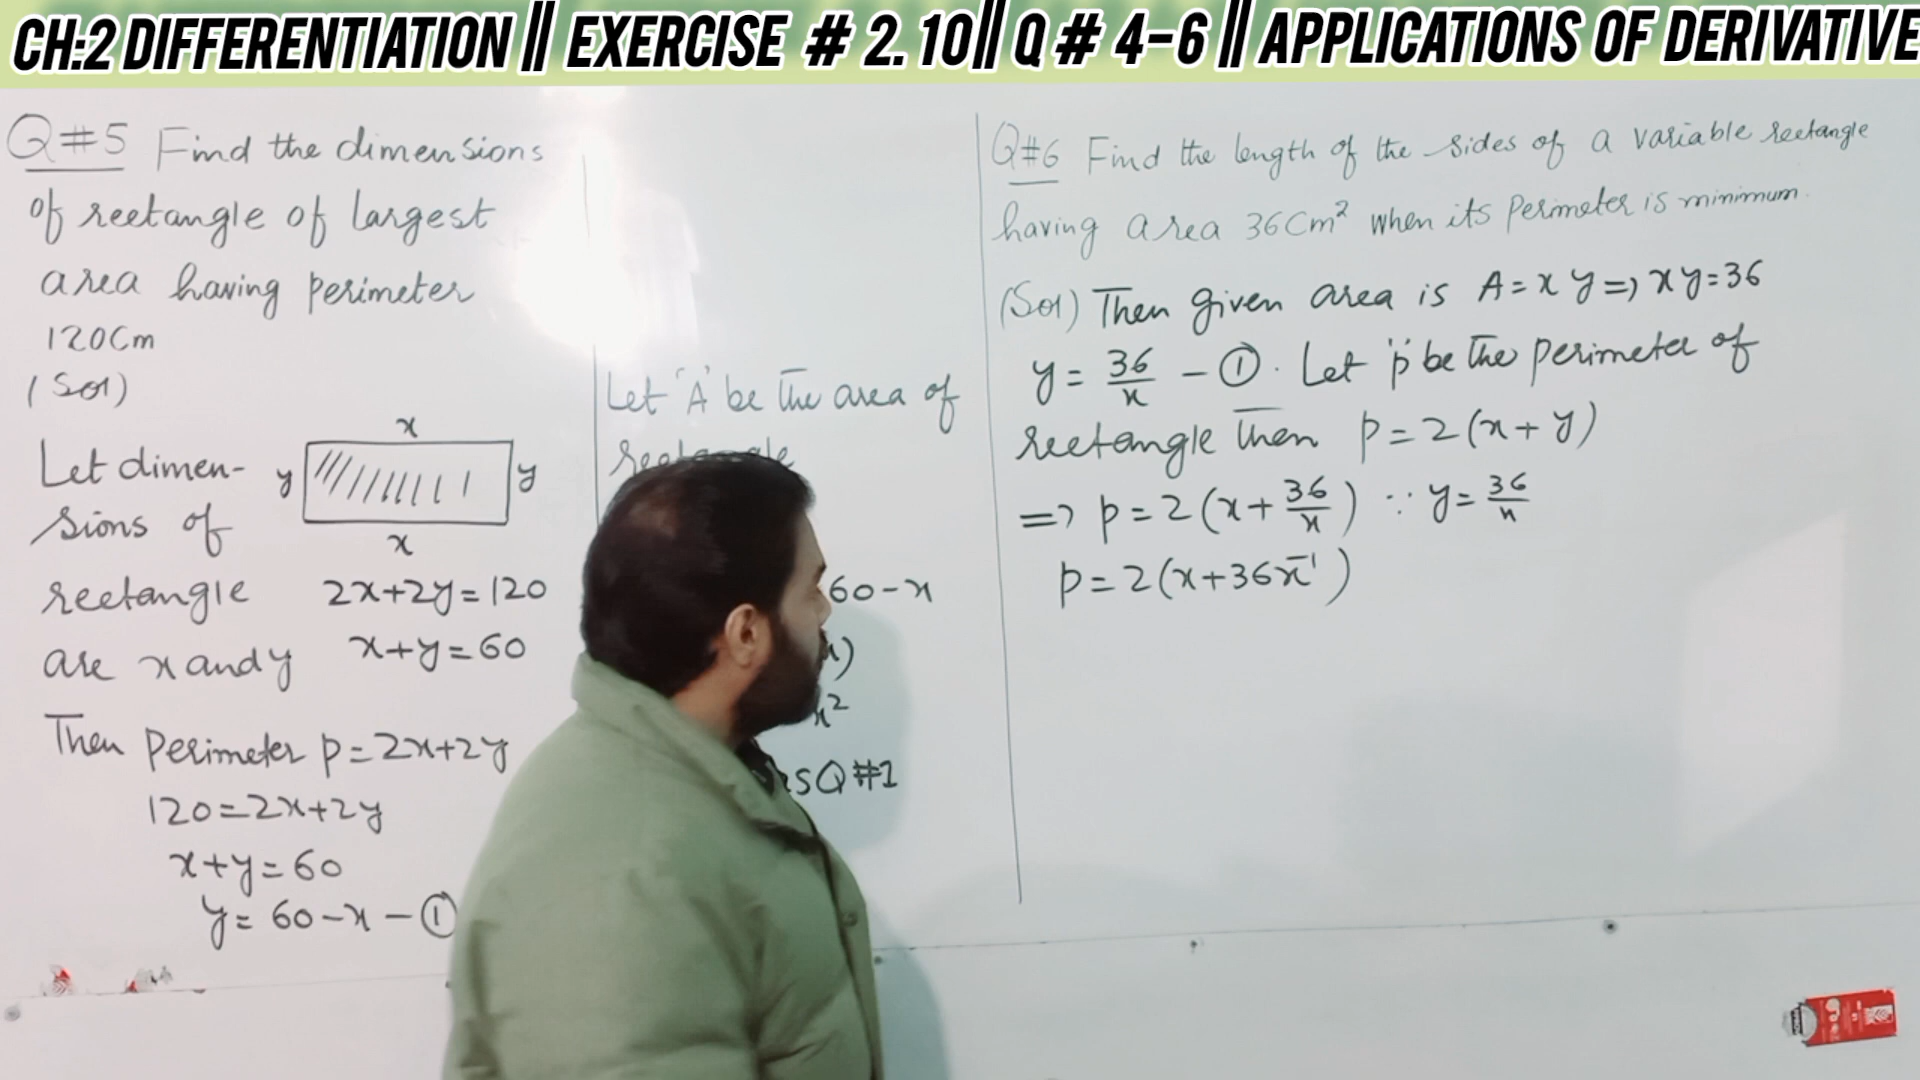 CH:2 DIFFERENTIATION || EXERCISE # 2.10 || Q # 4-6 || APPLICATIONS OF DERIVATIVE
Q#5 Find the dimensions
of rectangle of largest
area having perimeter
120Cm
(Sol)
Let dimen-
sions of
rectangle
are x and y
x
y
y
x
2x+2y=120
x+y=60
Then Perimeter p=2x+2y
120=2x+2y
x+y=60
y=60-x-①
Let 'A' be the area of
rectangle
60-x
x)
x²
as Q#1
Q#6 Find the length of the sides of a variable rectangle
having area 36Cm² when its Perimeter is minimum.
(Sol) Then given area is A=xy=>xy=36
y=36/x -①. Let 'p' be the perimeter of
rectangle Then p=2(x+y)
=> p=2(x+36/x) ∵ y=36/x
p=2(x+36x⁻¹)